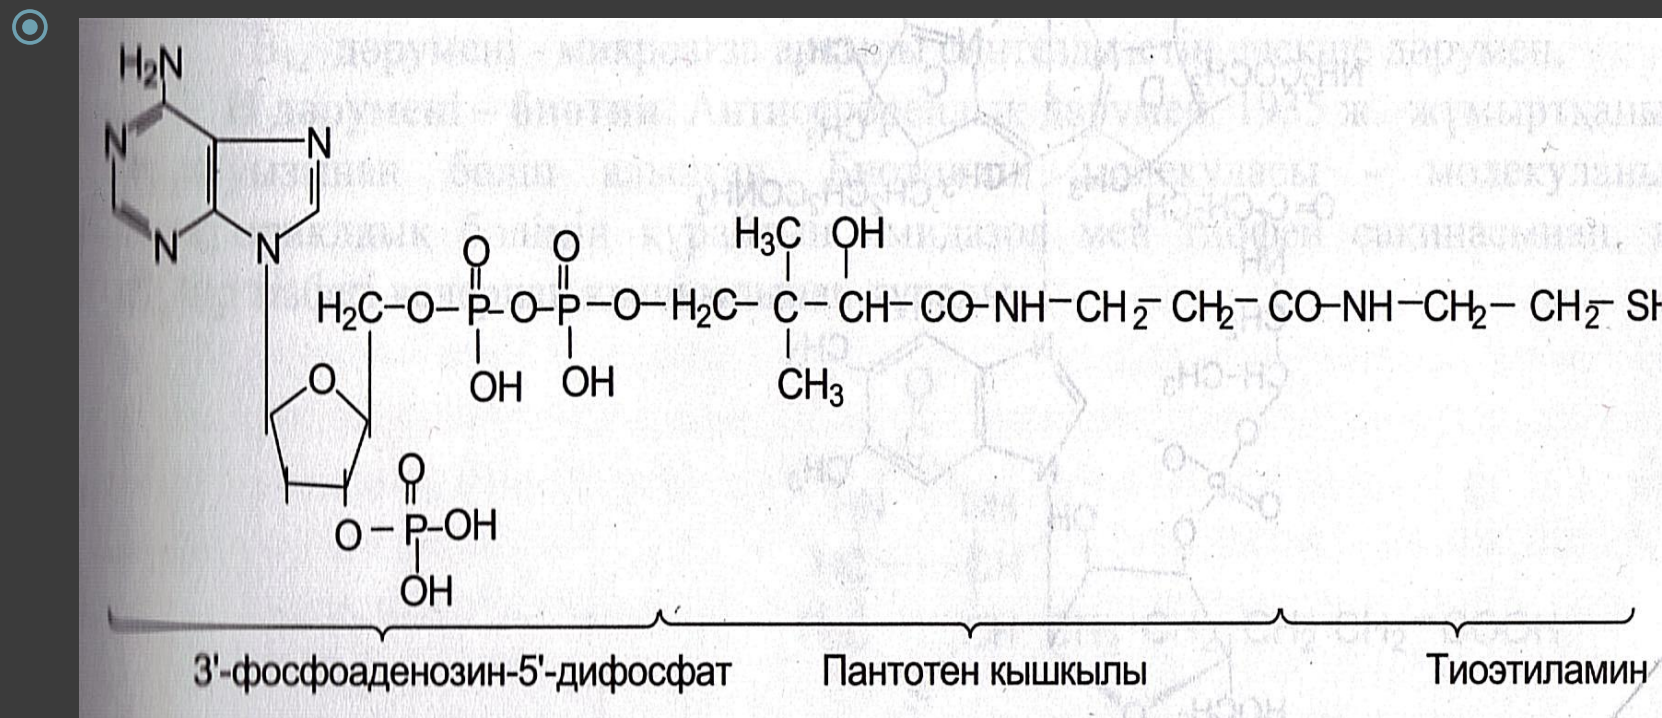 H₂N
N N
N N
O O H₃C OH
H₂C–O–P–O–P–O–H₂C–C–CH–CO–NH–CH₂–CH₂–CO–NH–CH₂–CH₂–SH
OH OH CH₃
O
O
O–P–OH
OH
3'-фосфоаденозин-5'-дифосфат Пантотен кышкылы Тиоэтиламин